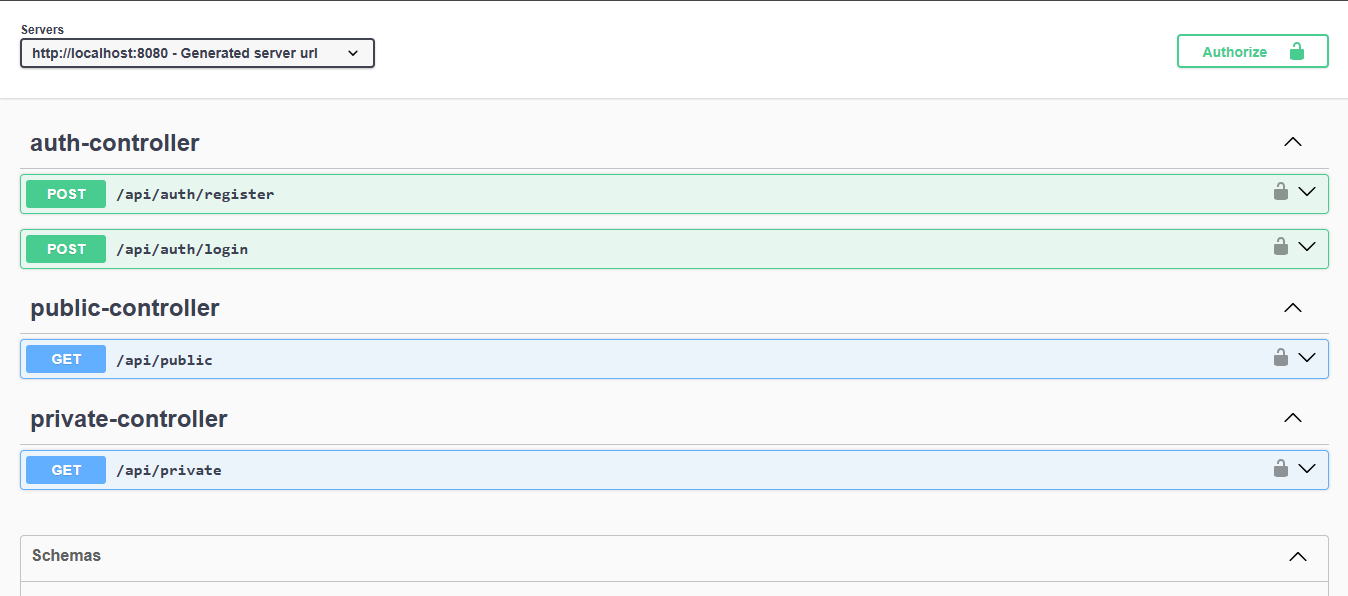 Servers
http://localhost:8080 - Generated server url
Authorize
auth-controller
POST /api/auth/register
POST /api/auth/login
public-controller
GET /api/public
private-controller
GET /api/private
Schemas